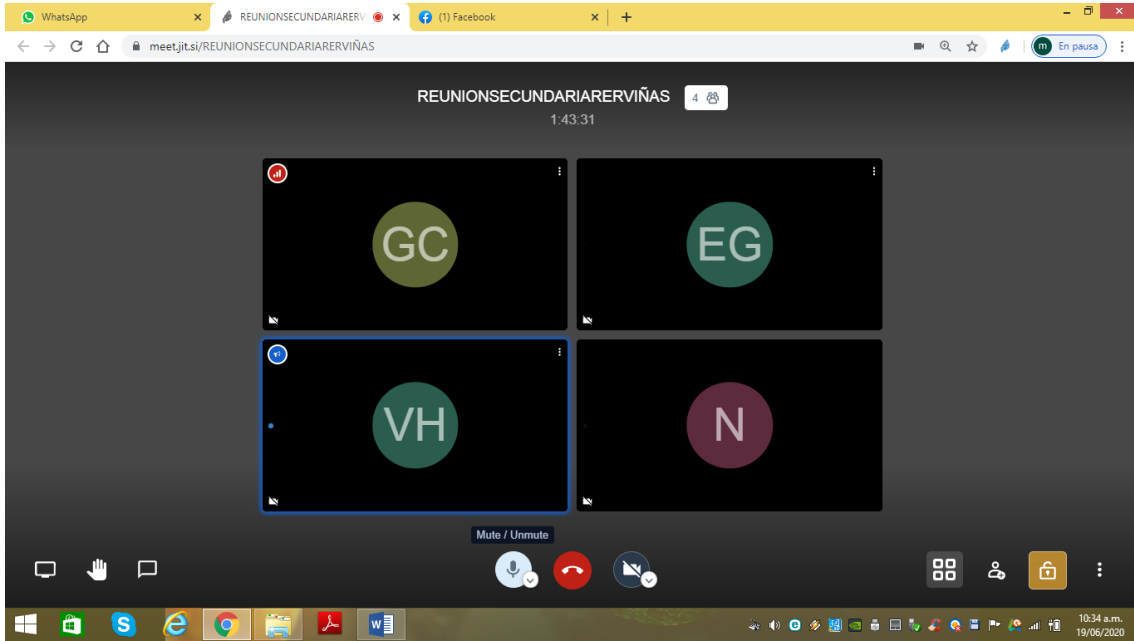 WhatsApp
REUNIONSECUNDARIARERV
(1) Facebook
meet.jit.si/REUNIONSECUNDARIARERVIÑAS
m En pausa
REUNIONSECUNDARIARERVIÑAS 4
1:43:31
GC
EG
VH
N
Mute / Unmute
10:34 a.m.
19/06/2020